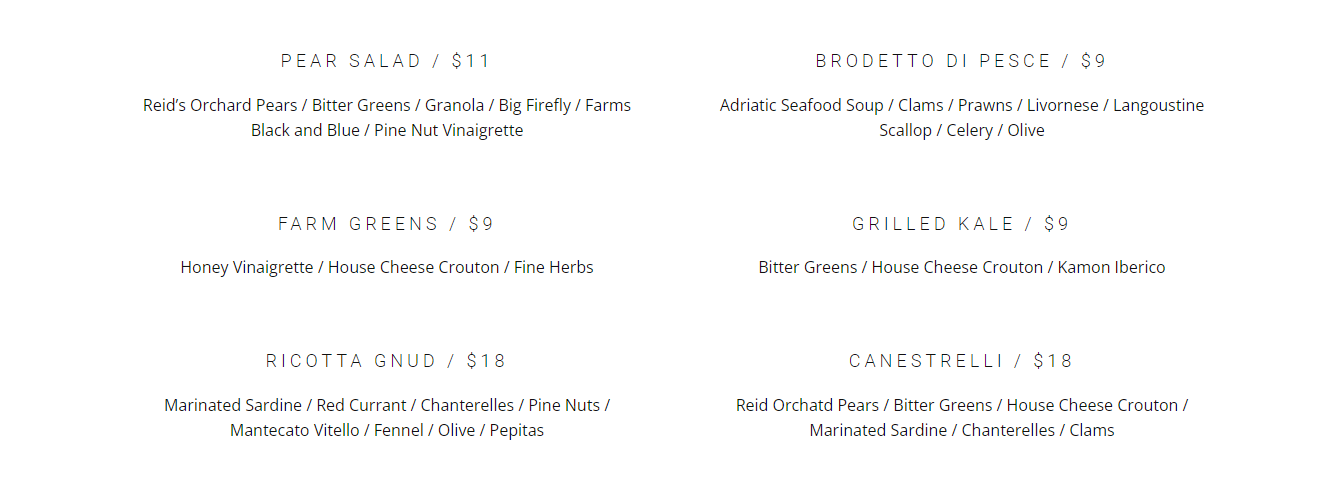 PEAR SALAD / $11
Reid’s Orchard Pears / Bitter Greens / Granola / Big Firefly / Farms
Black and Blue / Pine Nut Vinaigrette
BRODETTO DI PESCE / $9
Adriatic Seafood Soup / Clams / Prawns / Livornese / Langoustine
Scallop / Celery / Olive
FARM GREENS / $9
Honey Vinaigrette / House Cheese Crouton / Fine Herbs
GRILLED KALE / $9
Bitter Greens / House Cheese Crouton / Kamon Iberico
RICOTTA GNUD / $18
Marinated Sardine / Red Currant / Chanterelles / Pine Nuts /
Mantecato Vitello / Fennel / Olive / Pepitas
CANESTRELLI / $18
Reid Orchatd Pears / Bitter Greens / House Cheese Crouton /
Marinated Sardine / Chanterelles / Clams